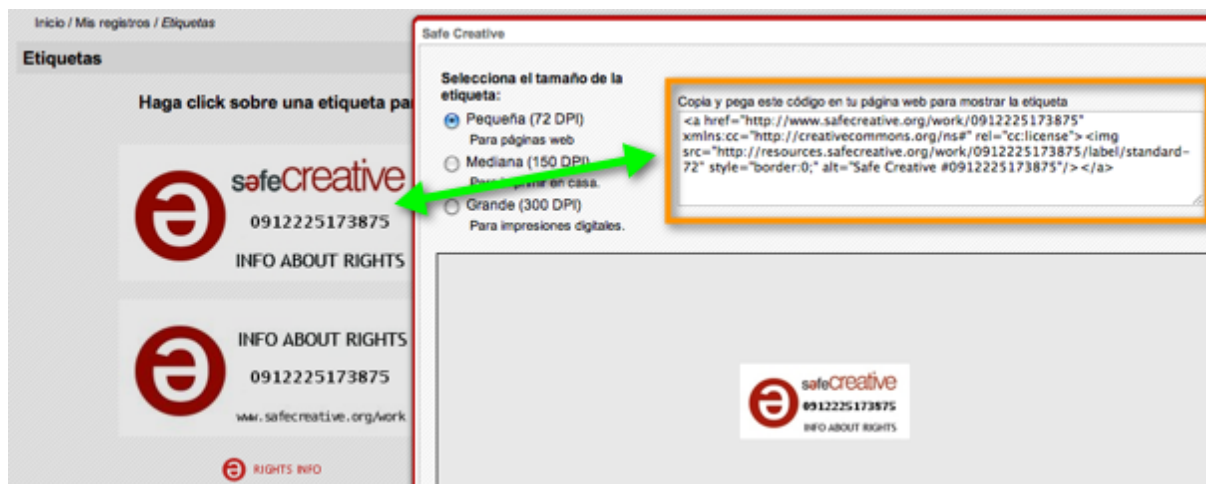 Inicio / Mis registros / Etiquetas
Etiquetas
Haga click sobre una etiqueta
safecreative
0912225173875
INFO ABOUT RIGHTS
INFO ABOUT RIGHTS
0912225173875
www.safecreative.org/work
RIGHTS INFO
Safe Creative
Selecciona el tamaño de la
etiqueta:
Pequeña (72 DPI)
Para páginas web
Mediana (150 DPI)
Para imprimir en casa.
Grande (300 DPI)
Para impresiones digitales.
Copia y pega este código en tu página web para mostrar la etiqueta
<a href="http://www.safecreative.org/work/0912225173875"
xmlns:cc="http://creativecommons.org/ns#" rel="cc:license"><img
src="http://resources.safecreative.org/work/0912225173875/label/standard-
72" style="border:0;" alt="Safe Creative #0912225173875"/></a>
safecreative
0912225173875
INFO ABOUT RIGHTS